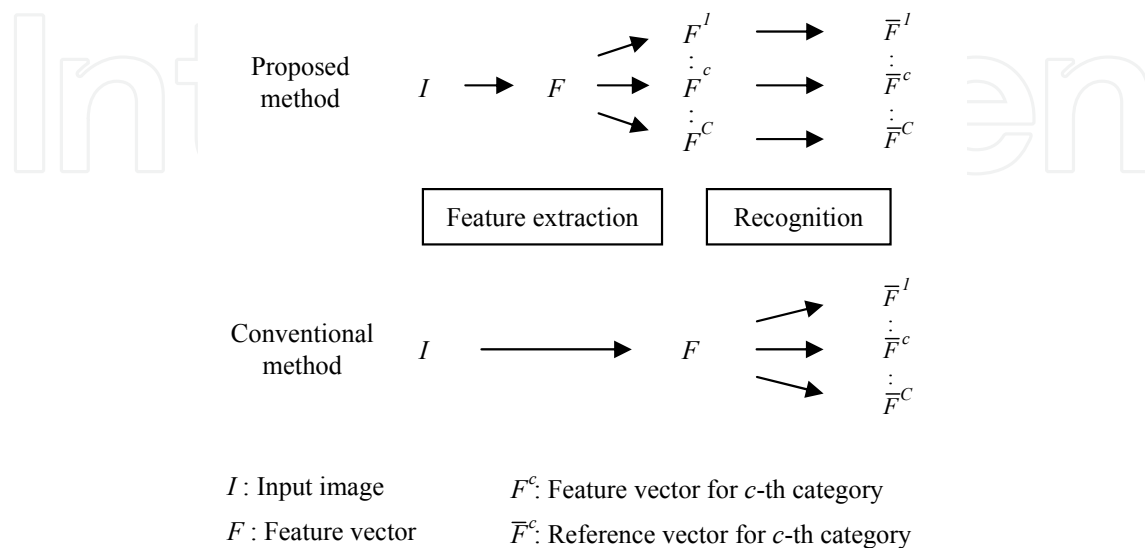 F^1 F̅^1
Proposed method
⋮ ⋮
I F F^c F̅^c
⋮ ⋮
F^C F̅^C
Feature extraction Recognition
F̅^1
Conventional method
⋮
I F F̅^c
⋮
F̅^C
I : Input image F^c: Feature vector for c-th category
F : Feature vector F̅^c: Reference vector for c-th category